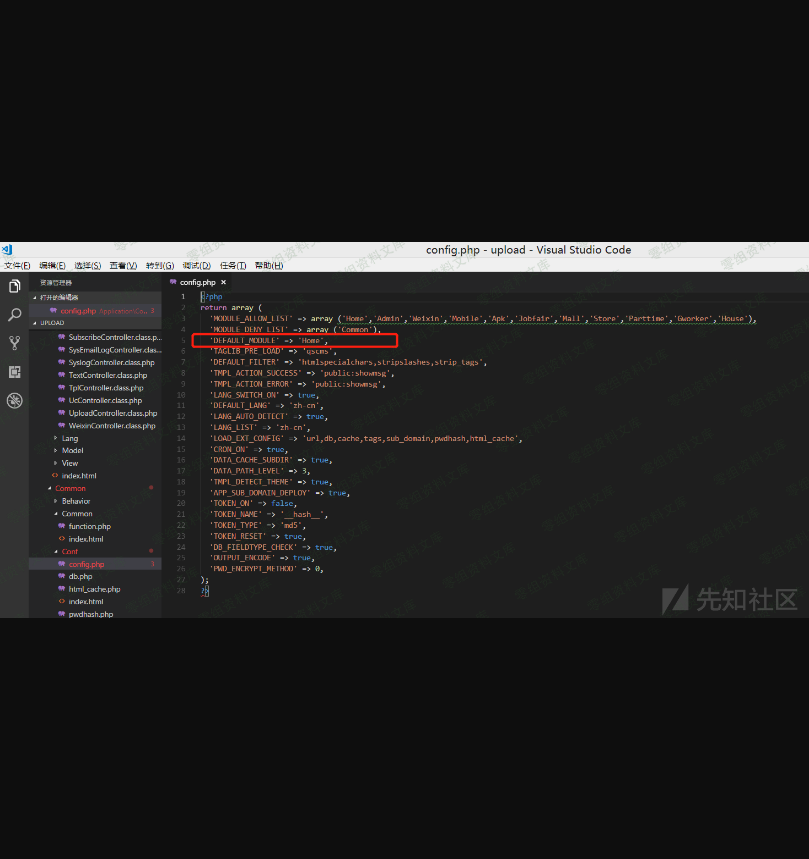 config.php - upload - Visual Studio Code
文件(F) 编辑(E) 选择(S) 查看(V) 转到(G) 调试(D) 任务(T) 帮助(H)
资源管理器
打开的编辑器
config.php Application\Co... 3
UPLOAD
SubscribeController.class.p...
SysEmailLogController.clas...
SyslogController.class.php
TextController.class.php
TplController.class.php
UcController.class.php
UploadController.class.php
WeixinController.class.php
Lang
Model
View
index.html
Common
Behavior
Common
function.php
index.html
Conf
config.php 3
db.php
html_cache.php
index.html
pwdhash.php
config.php ×
1 <?php
2 return array (
3 'MODULE_ALLOW_LIST' => array ('Home','Admin','Weixin','Mobile','Apk','Jobfair','Mall','Store','Parttime','Gworker','House'),
4 'MODULE_DENY_LIST' => array ('Common'),
5 'DEFAULT_MODULE' => 'Home',
6 'TAGLIB_PRE_LOAD' => 'qscms',
7 'DEFAULT_FILTER' => 'htmlspecialchars,stripslashes,strip_tags',
8 'TMPL_ACTION_SUCCESS' => 'public:showmsg',
9 'TMPL_ACTION_ERROR' => 'public:showmsg',
10 'LANG_SWITCH_ON' => true,
11 'DEFAULT_LANG' => 'zh-cn',
12 'LANG_AUTO_DETECT' => true,
13 'LANG_LIST' => 'zh-cn',
14 'LOAD_EXT_CONFIG' => 'url,db,cache,tags,sub_domain,pwdhash,html_cache',
15 'CRON_ON' => true,
16 'DATA_CACHE_SUBDIR' => true,
17 'DATA_PATH_LEVEL' => 3,
18 'TMPL_DETECT_THEME' => true,
19 'APP_SUB_DOMAIN_DEPLOY' => true,
20 'TOKEN_ON' => false,
21 'TOKEN_NAME' => '__hash__',
22 'TOKEN_TYPE' => 'md5',
23 'TOKEN_RESET' => true,
24 'DB_FIELDTYPE_CHECK' => true,
25 'OUTPUT_ENCODE' => true,
26 'PWD_ENCRYPT_METHOD' => 0,
27 );
28 ?>
先知社区
零组资料文库